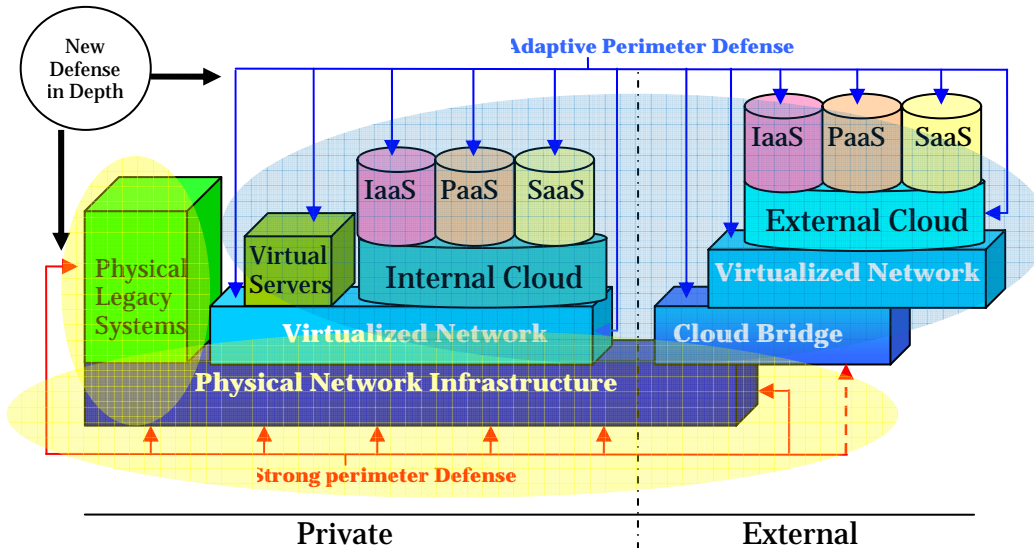 New
Defense
in Depth
Adaptive Perimeter Defense
IaaS
PaaS
SaaS
External Cloud
Virtualized Network
Cloud Bridge
IaaS
PaaS
SaaS
Internal Cloud
Virtual
Servers
Virtualized Network
Physical
Legacy
Systems
Physical Network Infrastructure
Strong perimeter Defense
Private
External